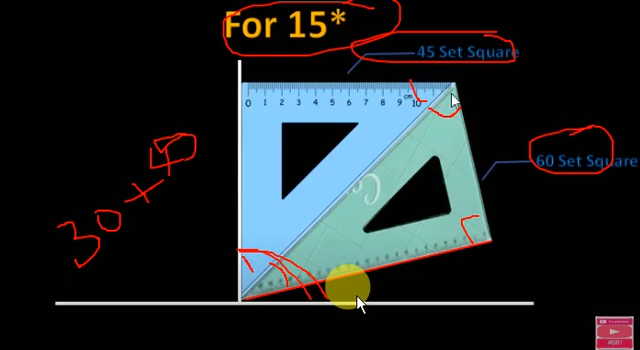 For 15*
45 Set Square
0 1 2 3 4 5 6 7 8 9 10
cm
60 Set Square
30 + 4